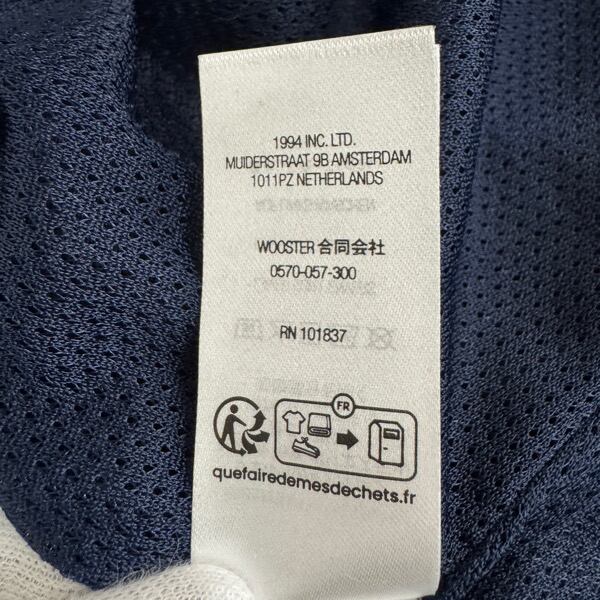 1994 INC. LTD.
MUIDERSTRAAT 9B AMSTERDAM
1011PZ NETHERLANDS
WOOSTER 合同会社
0570-057-300
RN 101837
FR
quefairedemesdechets.fr